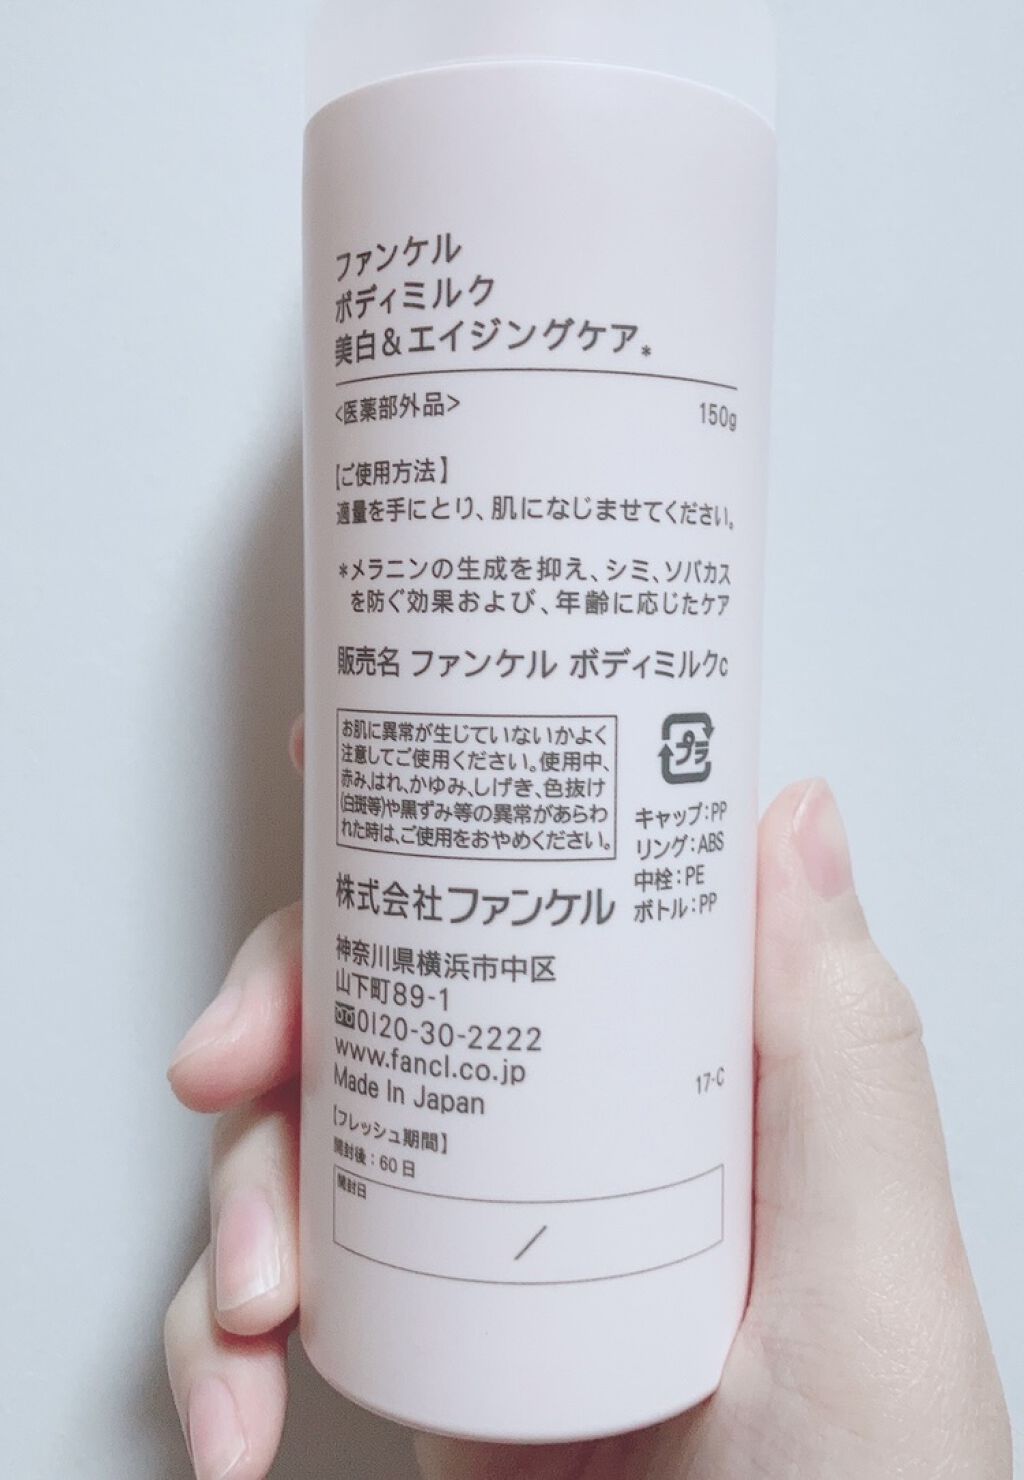 ファンケル
ボディミルク
美白&エイジングケア*
<医薬部外品>
150g
【ご使用方法】
適量を手にとり、肌になじませてください。
*メラニンの生成を抑え、シミ、ソバカス
を防ぐ効果および、年齢に応じたケア
販売名 ファンケル ボディミルクc
お肌に異常が生じていないかよく
注意してご使用ください。使用中、
赤み、はれ、かゆみ、しげき、色抜け
(白斑等)や黒ずみ等の異常があらわ
れた時は、ご使用をおやめください。
プラ
キャップ:PP
リング:ABS
中栓:PE
ボトル:PP
株式会社ファンケル
神奈川県横浜市中区
山下町89-1
0120-30-2222
www.fancl.co.jp
Made In Japan
17-C
【フレッシュ期間】
開封後:60日
開封日
/